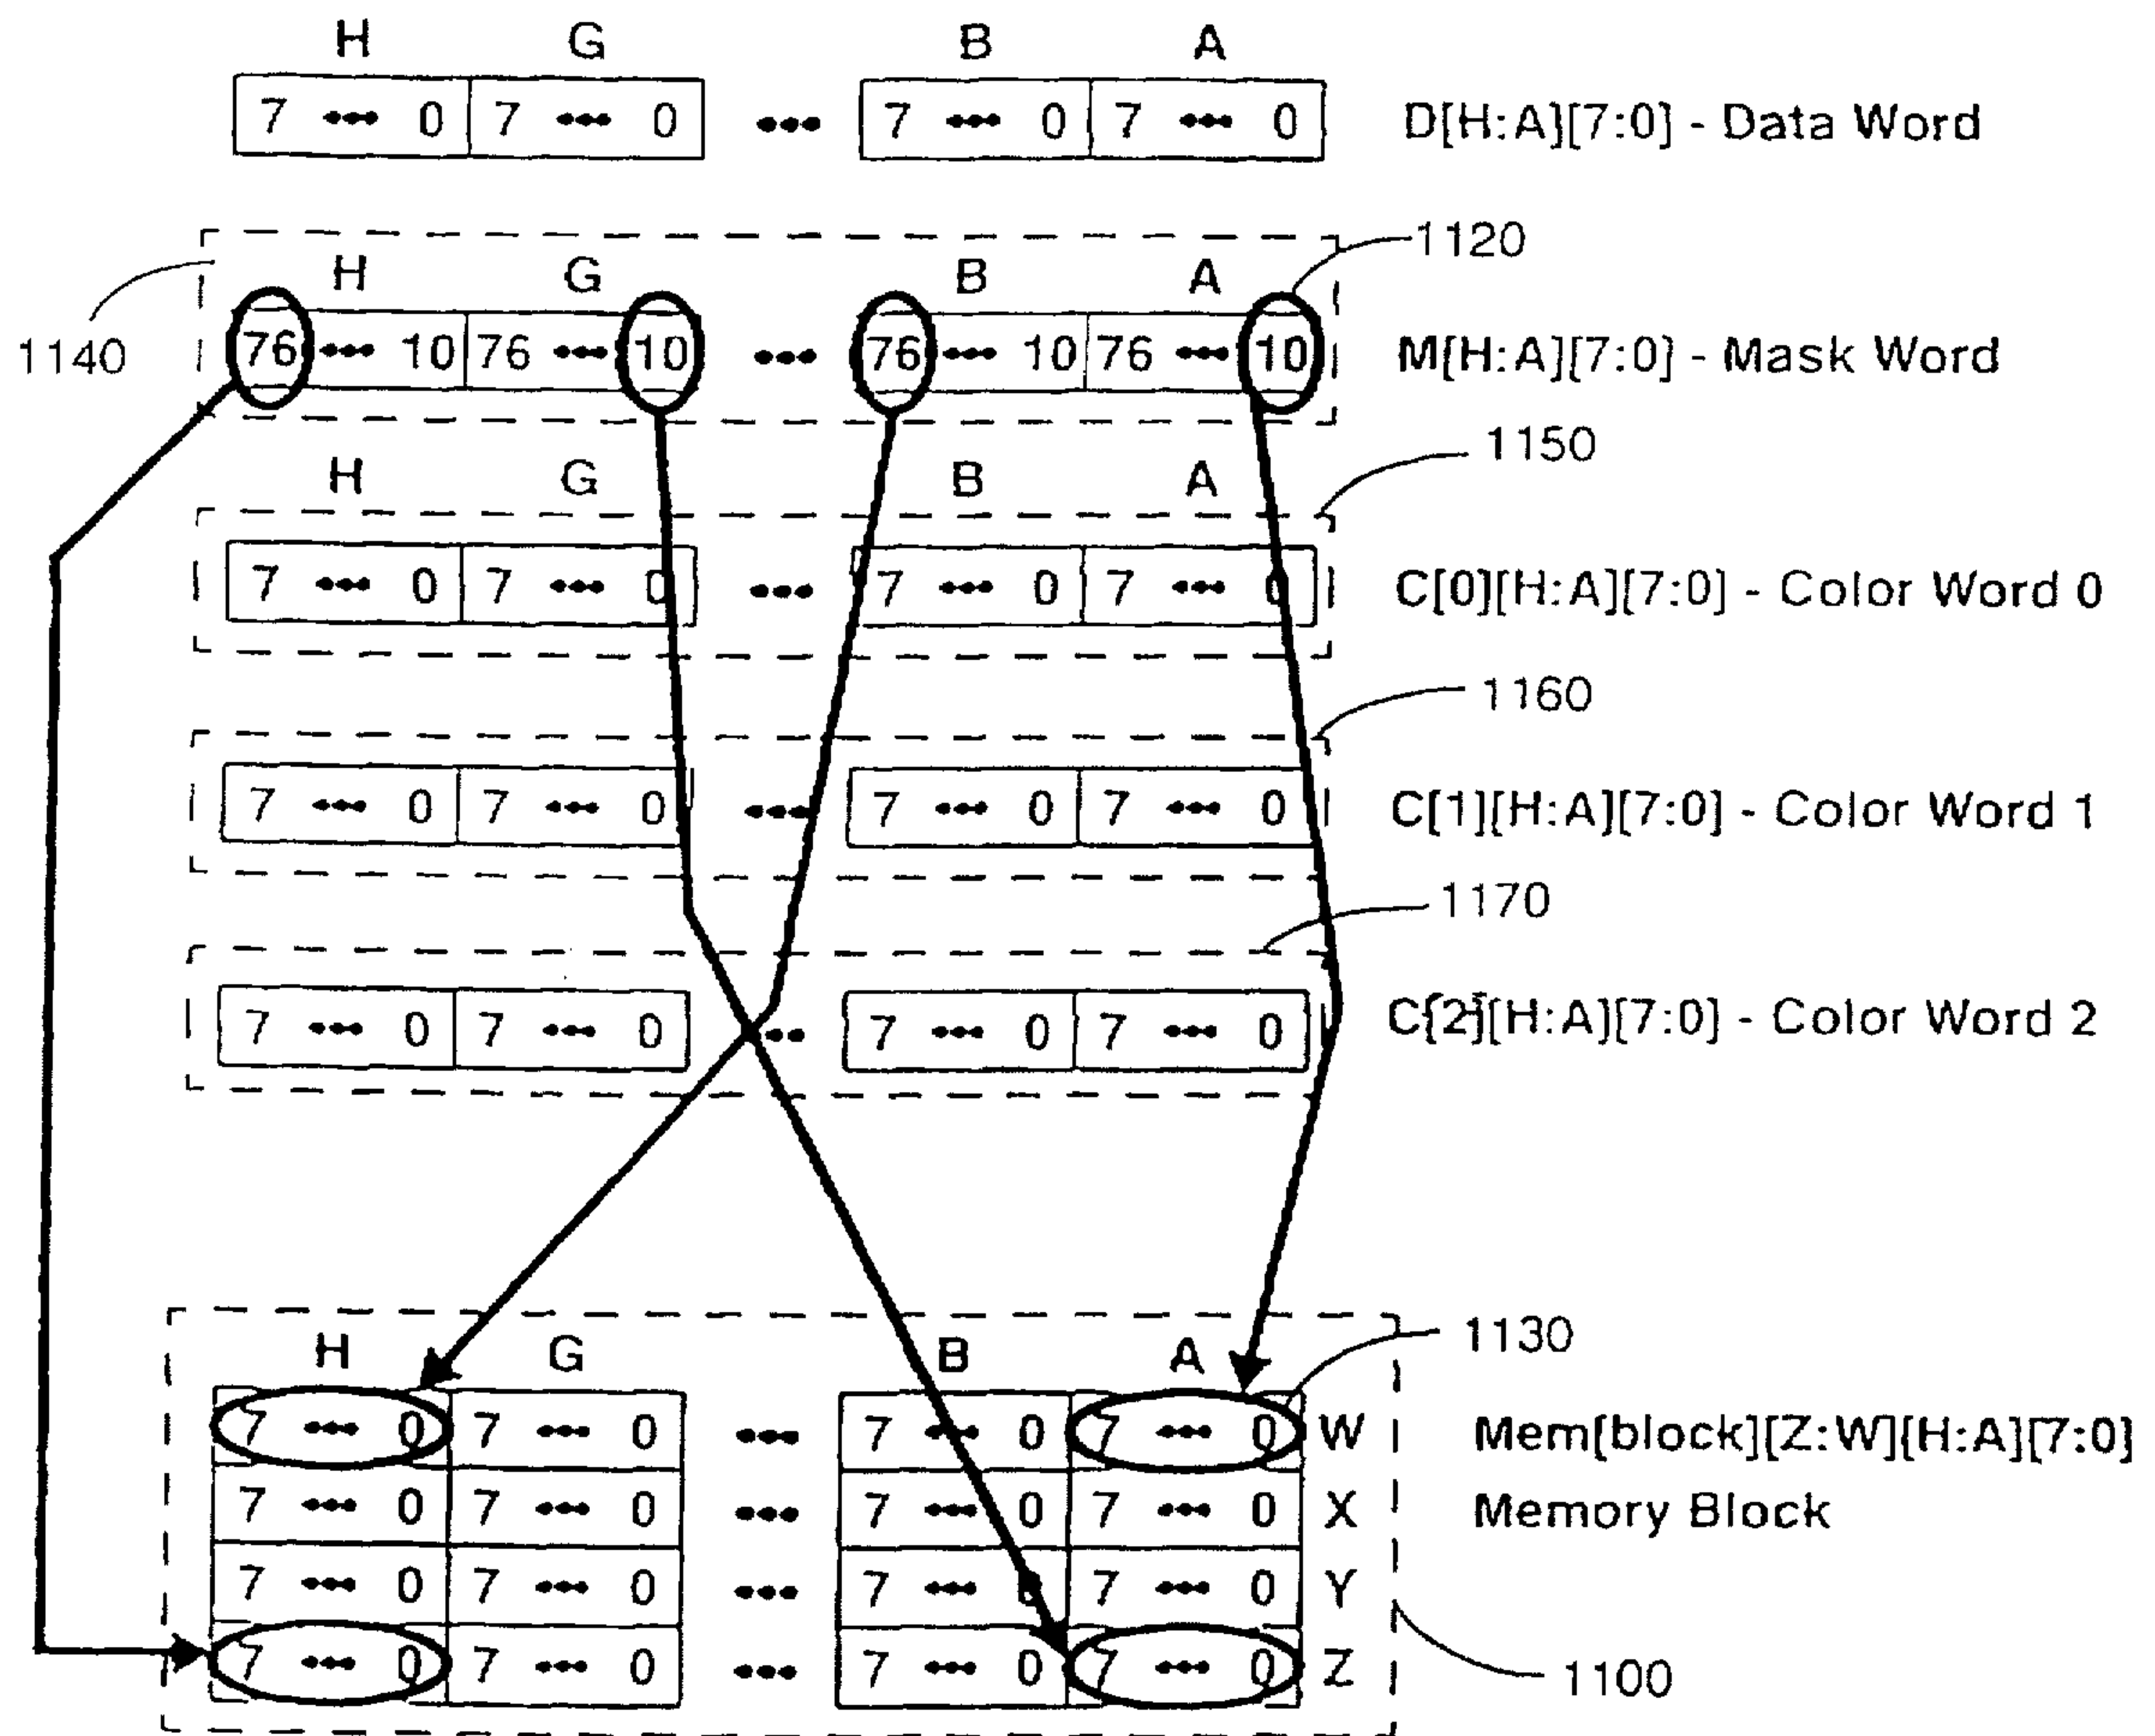 H G B A
7 ••• 0 7 ••• 0 ••• 7 ••• 0 7 ••• 0 D[H:A][7:0] - Data Word
1120
H G B A
1140 76 ••• 10 76 ••• 10 ••• 76 ••• 10 76 ••• 10 M[H:A][7:0] - Mask Word
1150
H G B A
7 ••• 0 7 ••• 0 ••• 7 ••• 0 7 ••• 0 C[0][H:A][7:0] - Color Word 0
1160
7 ••• 0 7 ••• 0 ••• 7 ••• 0 7 ••• 0 C[1][H:A][7:0] - Color Word 1
1170
7 ••• 0 7 ••• 0 ••• 7 ••• 0 7 ••• 0 C[2][H:A][7:0] - Color Word 2
1130
H G B A
7 ••• 0 7 ••• 0 ••• 7 ••• 0 7 ••• 0 W Mem[block][Z:W][H:A][7:0]
7 ••• 0 7 ••• 0 ••• 7 ••• 0 7 ••• 0 X Memory Block
7 ••• 0 7 ••• 0 ••• 7 ••• 0 7 ••• 0 Y
7 ••• 0 7 ••• 0 ••• 7 ••• 0 7 ••• 0 Z
1100